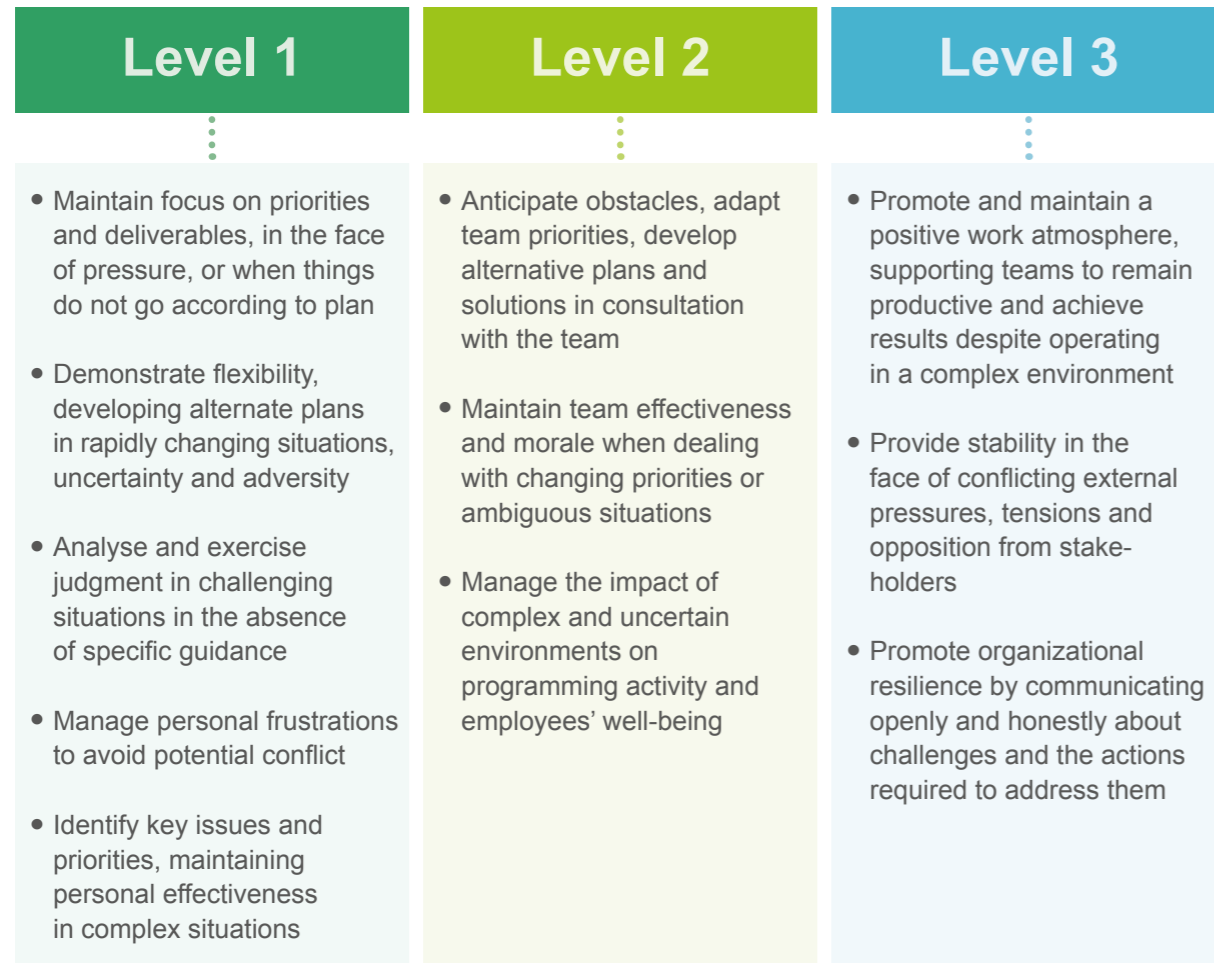 Level 1
• Maintain focus on priorities
and deliverables, in the face
of pressure, or when things
do not go according to plan
• Demonstrate flexibility,
developing alternate plans
in rapidly changing situations,
uncertainty and adversity
• Analyse and exercise
judgment in challenging
situations in the absence
of specific guidance
• Manage personal frustrations
to avoid potential conflict
• Identify key issues and
priorities, maintaining
personal effectiveness
in complex situations
Level 2
• Anticipate obstacles, adapt
team priorities, develop
alternative plans and
solutions in consultation
with the team
• Maintain team effectiveness
and morale when dealing
with changing priorities or
ambiguous situations
• Manage the impact of
complex and uncertain
environments on
programming activity and
employees’ well-being
Level 3
• Promote and maintain a
positive work atmosphere,
supporting teams to remain
productive and achieve
results despite operating
in a complex environment
• Provide stability in the
face of conflicting external
pressures, tensions and
opposition from stake-
holders
• Promote organizational
resilience by communicating
openly and honestly about
challenges and the actions
required to address them